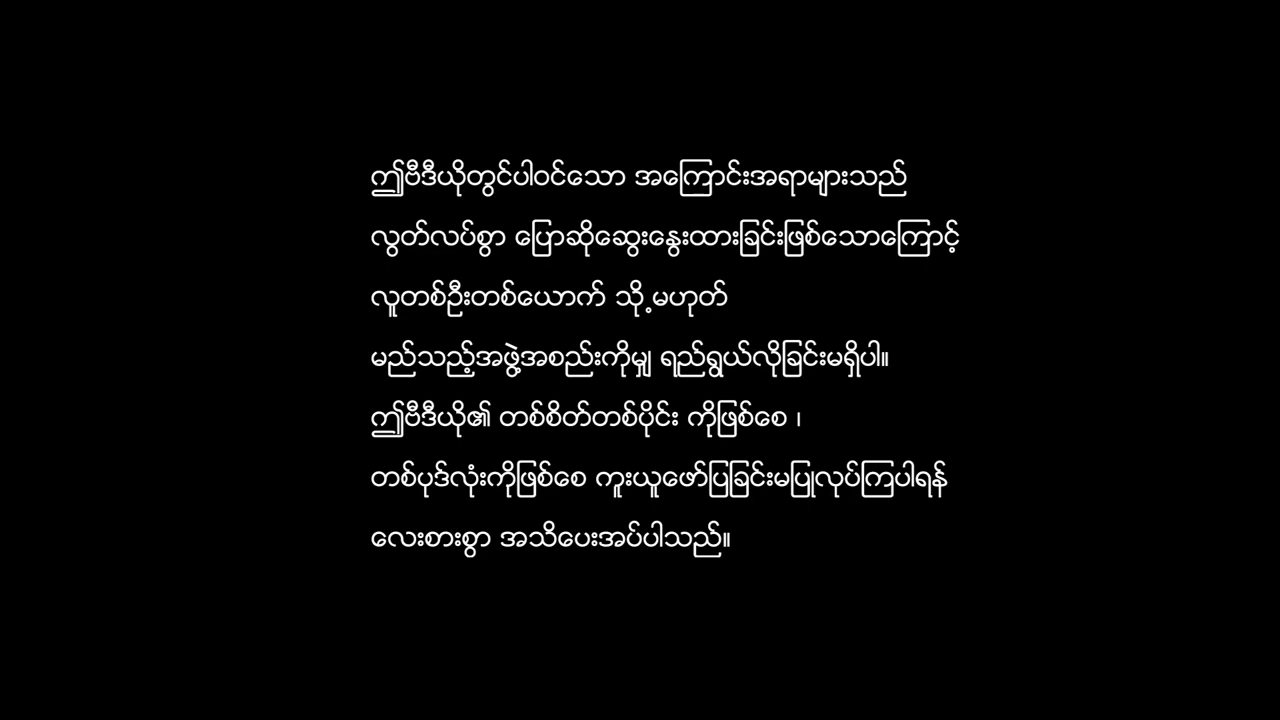 ဤဗီဒီယိုတွင်ပါဝင်သော အကြောင်းအရာများသည်
လွတ်လပ်စွာ ပြောဆိုဆွေးနွေးထားခြင်းဖြစ်သောကြောင့်
လူတစ်ဦးတစ်ယောက် သို့မဟုတ်
မည်သည့်အဖွဲ့အစည်းကိုမျှ ရည်ရွယ်လိုခြင်းမရှိပါ။
ဤဗီဒီယို၏ တစ်စိတ်တစ်ပိုင်း ကိုဖြစ်စေ ၊
တစ်ပုဒ်လုံးကိုဖြစ်စေ ကူးယူဖော်ပြခြင်းမပြုလုပ်ကြပါရန်
လေးစားစွာ အသိပေးအပ်ပါသည်။